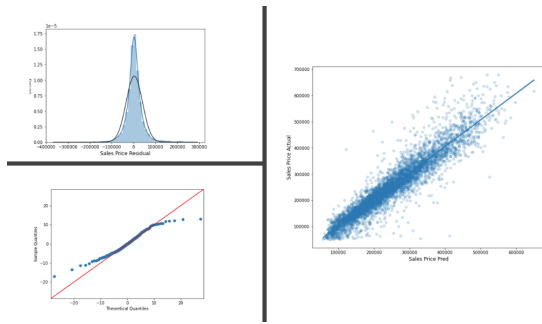 1e-5
1.75
1.50
1.25
1.00
0.75
0.50
0.25
0.00
-400000 -300000 -200000 -100000 0 100000 200000 300000
Sales Price Residual
20
10
0
-10
-20
-20 -10 0 10 20
Sample Quantiles
Theoretical Quantiles
700000
600000
500000
400000
300000
200000
100000
100000 200000 300000 400000 500000 600000
Sales Price Actual
Sales Price Pred